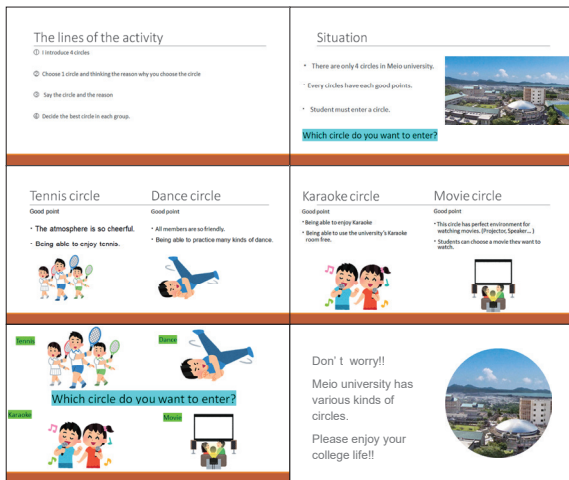 The lines of the activity
① I introduce 4 circles
② Choose 1 circle and thinking the reason why you choose the circle
③ Say the circle and the reason
④ Decide the best circle in each group.
Situation
• There are only 4 circles in Meio university.
• Every circles have each good points.
• Student must enter a circle.
Which circle do you want to enter?
Tennis circle
Good point
• The atmosphere is so cheerful.
• Being able to enjoy tennis.
Dance circle
Good point
• All members are so friendly.
• Being able to practice many kinds of dance.
Karaoke circle
Good point
• Being able to enjoy Karaoke
• Being able to use the university's Karaoke
room free.
Movie circle
Good point
• This circle has perfect environment for
watching movies. (Projector, Speaker... )
• Students can choose a movie they want to
watch.
Tennis
Dance
Which circle do you want to enter?
Karaoke
Movie
Don' t worry!!
Meio university has
various kinds of
circles.
Please enjoy your
college life!!